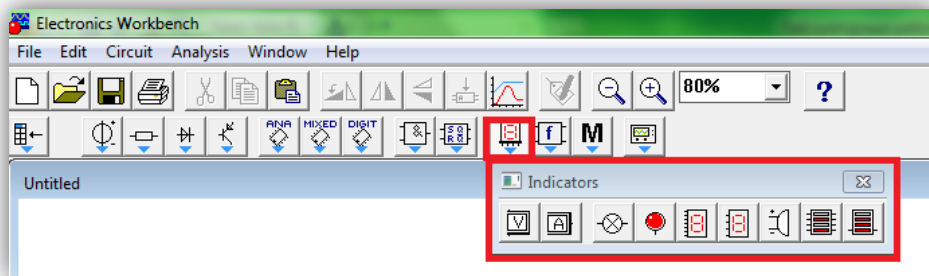 Electronics Workbench
File Edit Circuit Analysis Window Help
80% ?
ANA MIXED DIGIT & f M
Untitled
Indicators
V A